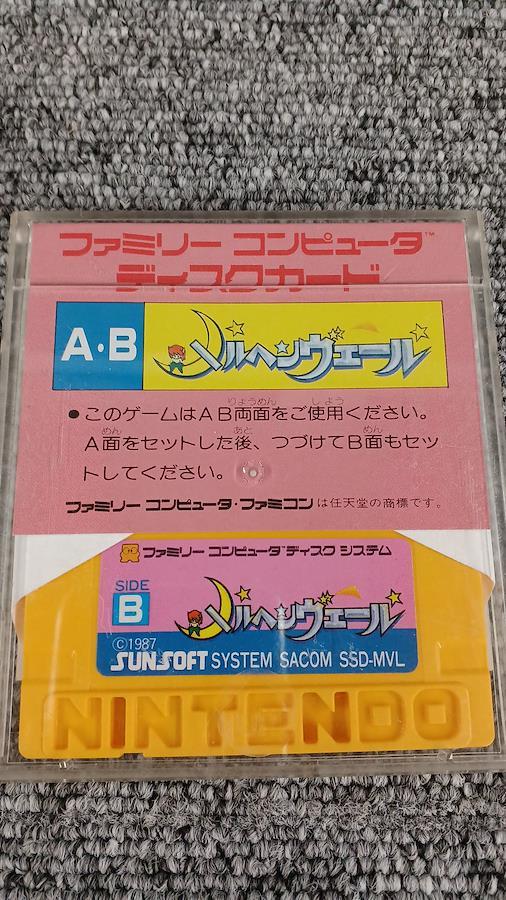 ファミリー コンピュータ™
ディスクカード
A・B
メルヘンヴェール
●このゲームはAB両面をご使用ください。
A面をセットした後、つづけてB面もセッ
トしてください。
ファミリー コンピュータ・ファミコンは任天堂の商標です。
ファミリー コンピュータ™ディスク システム
SIDE
B
メルヘンヴェール
©1987
SUNSOFT SYSTEM SACOM SSD-MVL
NINTENDO